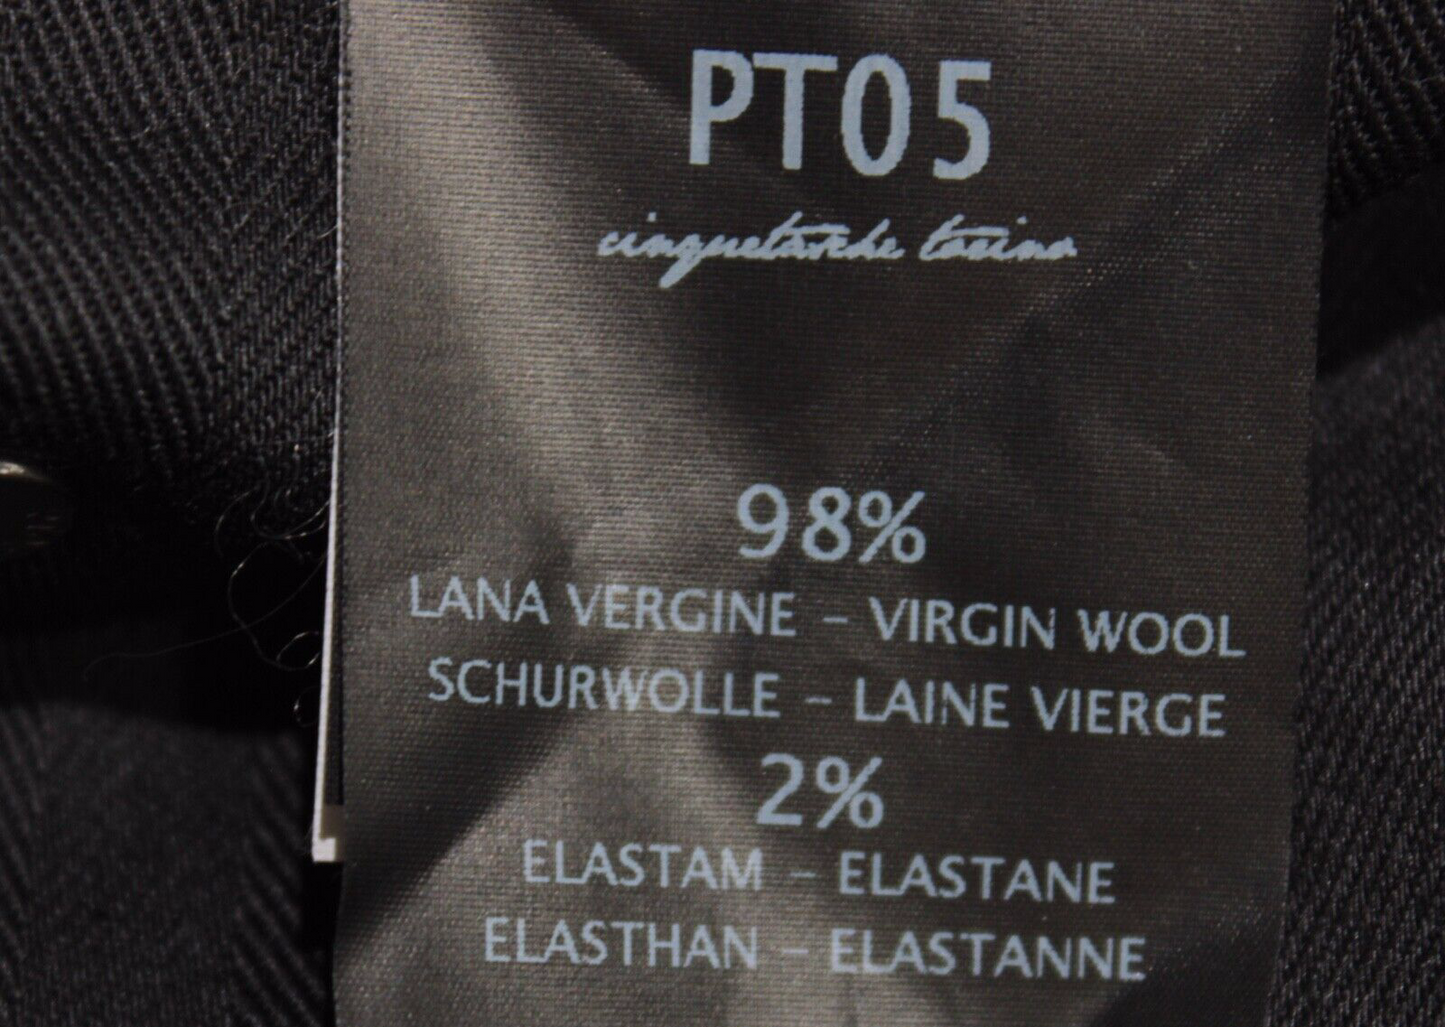 PT05
cinquetasche torino
98%
LANA VERGINE – VIRGIN WOOL
SCHURWOLLE – LAINE VIERGE
2%
ELASTAM – ELASTANE
ELASTHAN – ELASTANNE